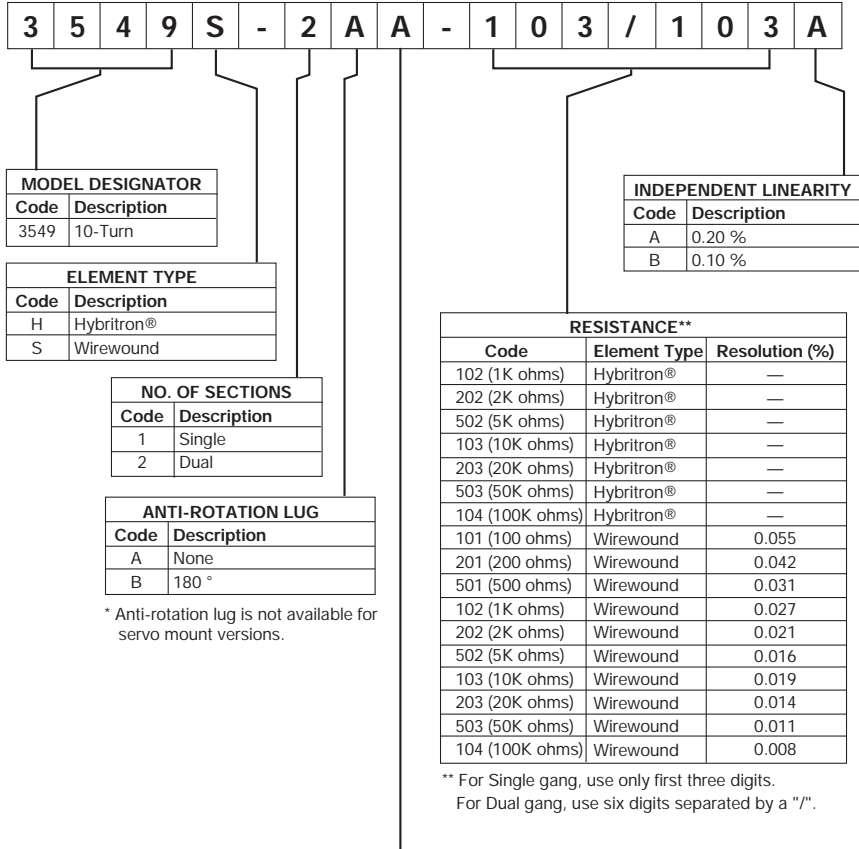 3 5 4 9 S - 2 A A - 1 0 3 / 1 0 3 A
MODEL DESIGNATOR
Code Description
3549 10-Turn
ELEMENT TYPE
Code Description
H Hybritron®
S Wirewound
NO. OF SECTIONS
Code Description
1 Single
2 Dual
ANTI-ROTATION LUG
Code Description
A None
B 180 °
* Anti-rotation lug is not available for
servo mount versions.
INDEPENDENT LINEARITY
Code Description
A 0.20 %
B 0.10 %
RESISTANCE**
Code Element Type Resolution (%)
102 (1K ohms) Hybritron® —
202 (2K ohms) Hybritron® —
502 (5K ohms) Hybritron® —
103 (10K ohms) Hybritron® —
203 (20K ohms) Hybritron® —
503 (50K ohms) Hybritron® —
104 (100K ohms) Hybritron® —
101 (100 ohms) Wirewound 0.055
201 (200 ohms) Wirewound 0.042
501 (500 ohms) Wirewound 0.031
102 (1K ohms) Wirewound 0.027
202 (2K ohms) Wirewound 0.021
502 (5K ohms) Wirewound 0.016
103 (10K ohms) Wirewound 0.019
203 (20K ohms) Wirewound 0.014
503 (50K ohms) Wirewound 0.011
104 (100K ohms) Wirewound 0.008
** For Single gang, use only first three digits.
For Dual gang, use six digits separated by a "/".